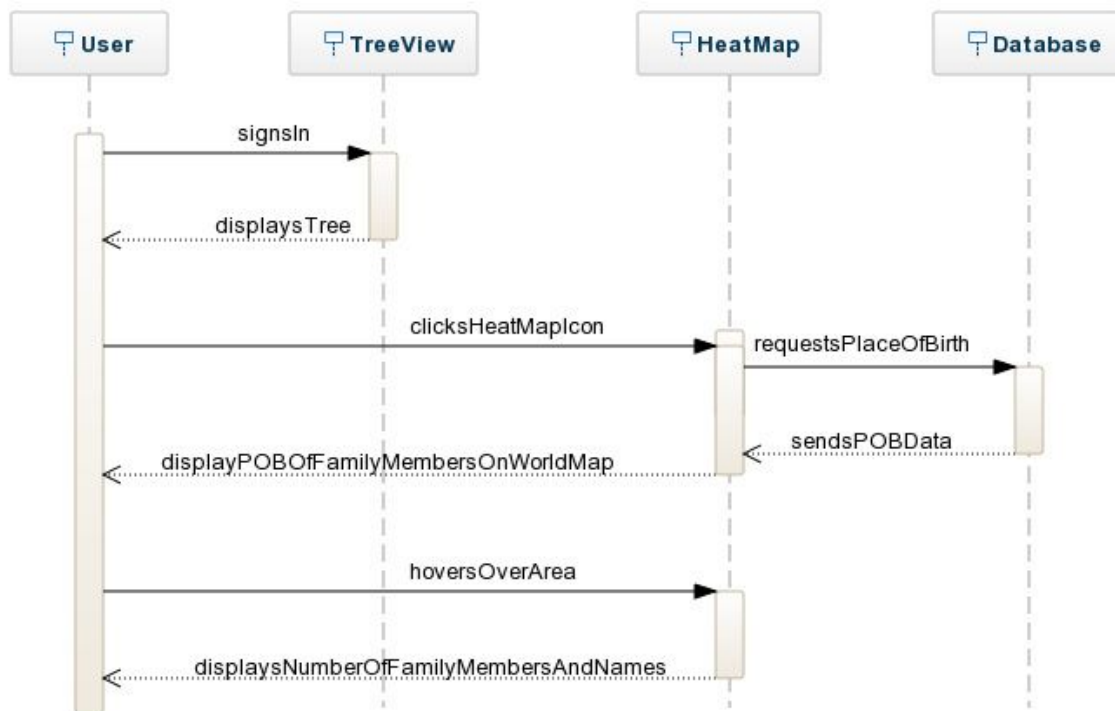 User
TreeView
HeatMap
Database
signsIn
displaysTree
clicksHeatMapIcon
requestsPlaceOfBirth
sendsPOBData
displayPOBOfFamilyMembersOnWorldMap
hoversOverArea
displaysNumberOfFamilyMembersAndNames